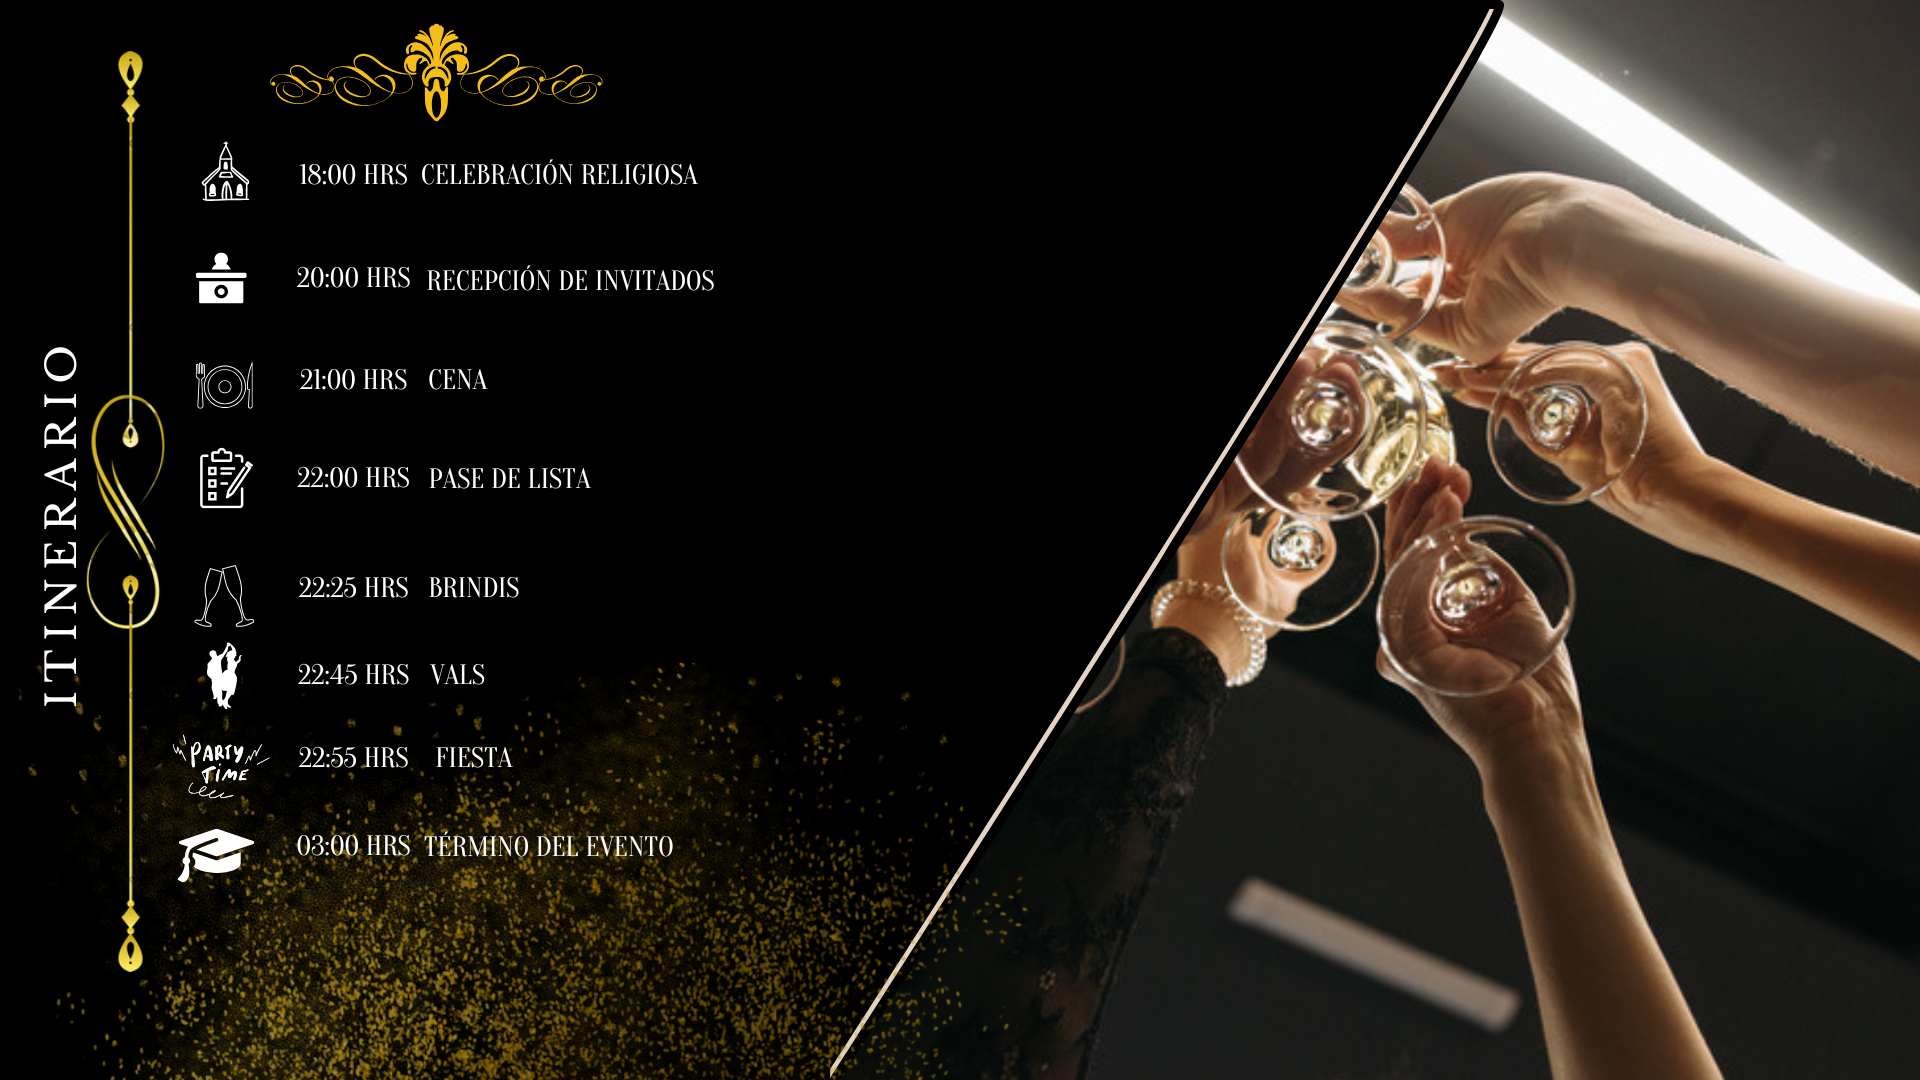 ITINERARIO
18:00 HRS CELEBRACIÓN RELIGIOSA
20:00 HRS RECEPCIÓN DE INVITADOS
21:00 HRS CENA
22:00 HRS PASE DE LISTA
22:25 HRS BRINDIS
22:45 HRS VALS
PARTY
TIME
22:55 HRS FIESTA
03:00 HRS TÉRMINO DEL EVENTO